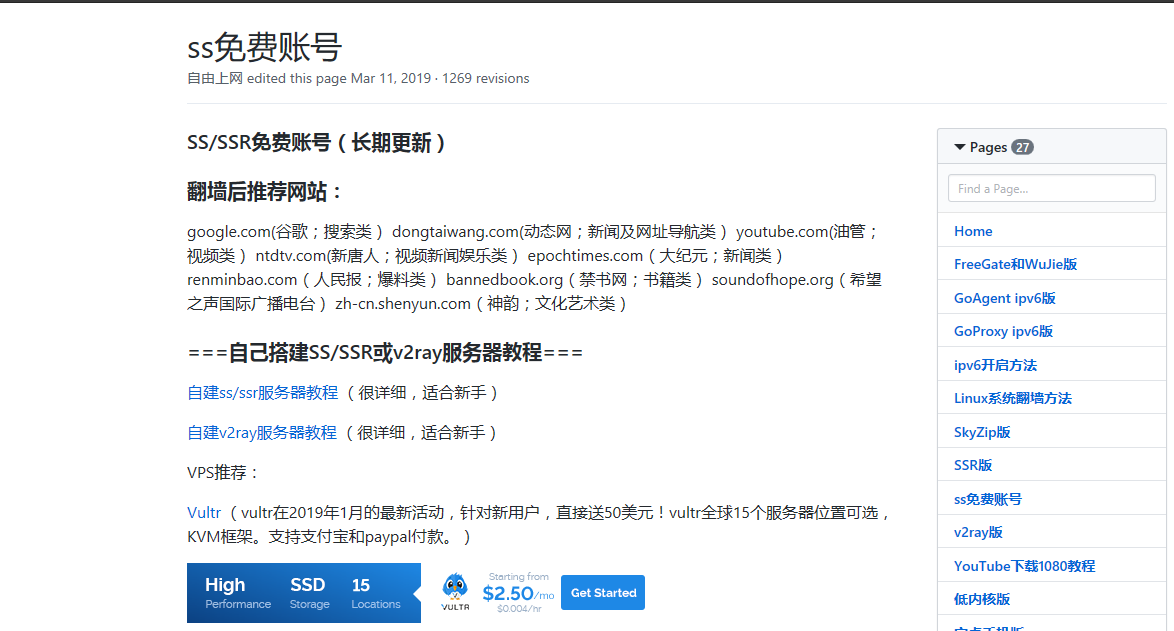 ss免费账号
自由上网 edited this page Mar 11, 2019 · 1269 revisions
SS/SSR免费账号（长期更新）
翻墙后推荐网站：
google.com(谷歌；搜索类） dongtaiwang.com(动态网；新闻及网址导航类） youtube.com(油管；
视频类） ntdtv.com(新唐人；视频新闻娱乐类） epochtimes.com（大纪元；新闻类）
renminbao.com（人民报；爆料类） bannedbook.org（禁书网；书籍类） soundofhope.org（希望
之声国际广播电台） zh-cn.shenyun.com（神韵；文化艺术类）
===自己搭建SS/SSR或v2ray服务器教程===
自建ss/ssr服务器教程 （很详细，适合新手）
自建v2ray服务器教程 （很详细，适合新手）
VPS推荐：
Vultr （vultr在2019年1月的最新活动，针对新用户，直接送50美元！vultr全球15个服务器位置可选，
KVM框架。支持支付宝和paypal付款。）
High SSD 15
Performance Storage Locations
VULTR
Starting from
$2.50/mo
$0.004/hr
Get Started
Pages 27
Find a Page...
Home
FreeGate和WuJie版
GoAgent ipv6版
GoProxy ipv6版
ipv6开启方法
Linux系统翻墙方法
SkyZip版
SSR版
ss免费账号
v2ray版
YouTube下载1080教程
低内核版